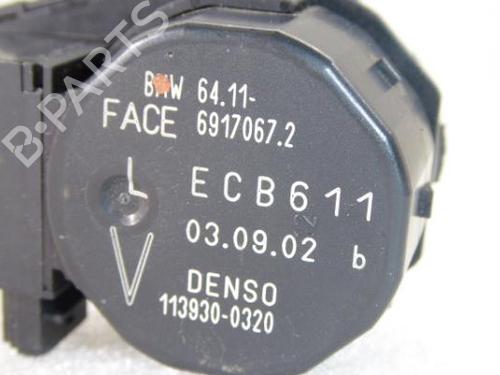 BMW 64.11-
FACE 6917067.2
L ECB611
03.09.02 b
V DENSO
113930-0320
B-PARTS